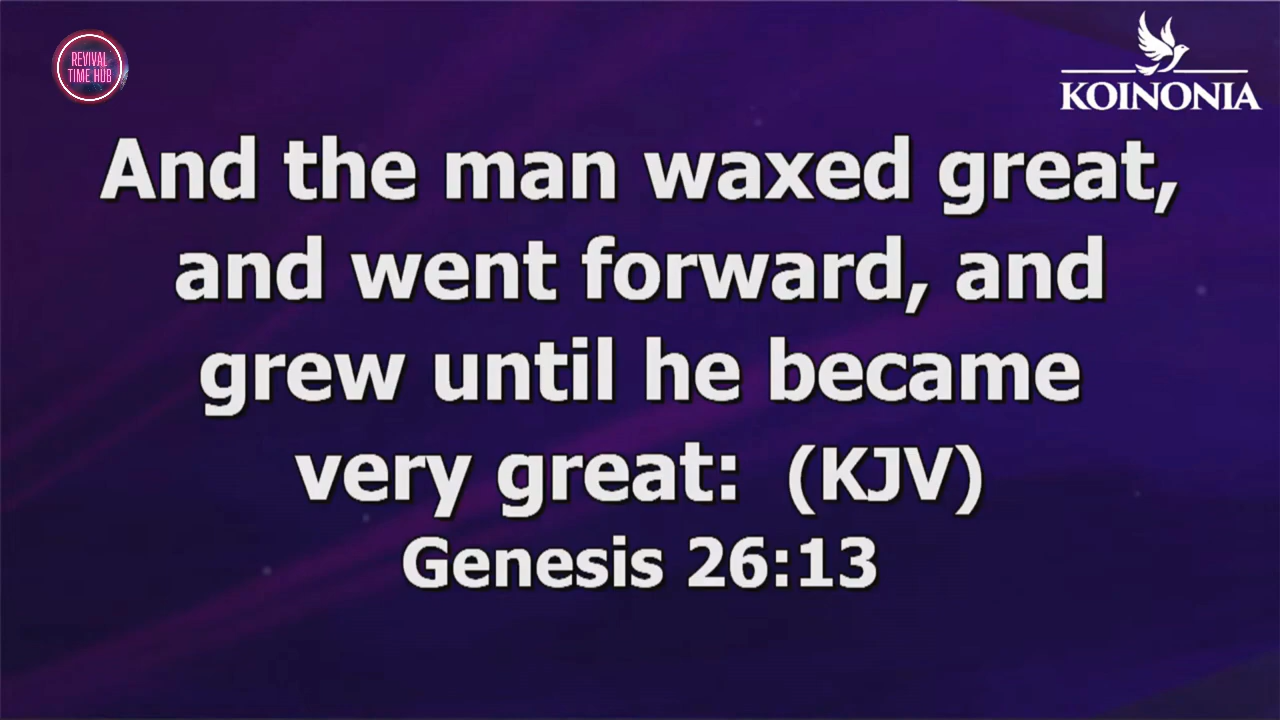 REVIVAL
TIME HUB
KOINONIA
And the man waxed great,
and went forward, and
grew until he became
very great:  (KJV)
Genesis 26:13